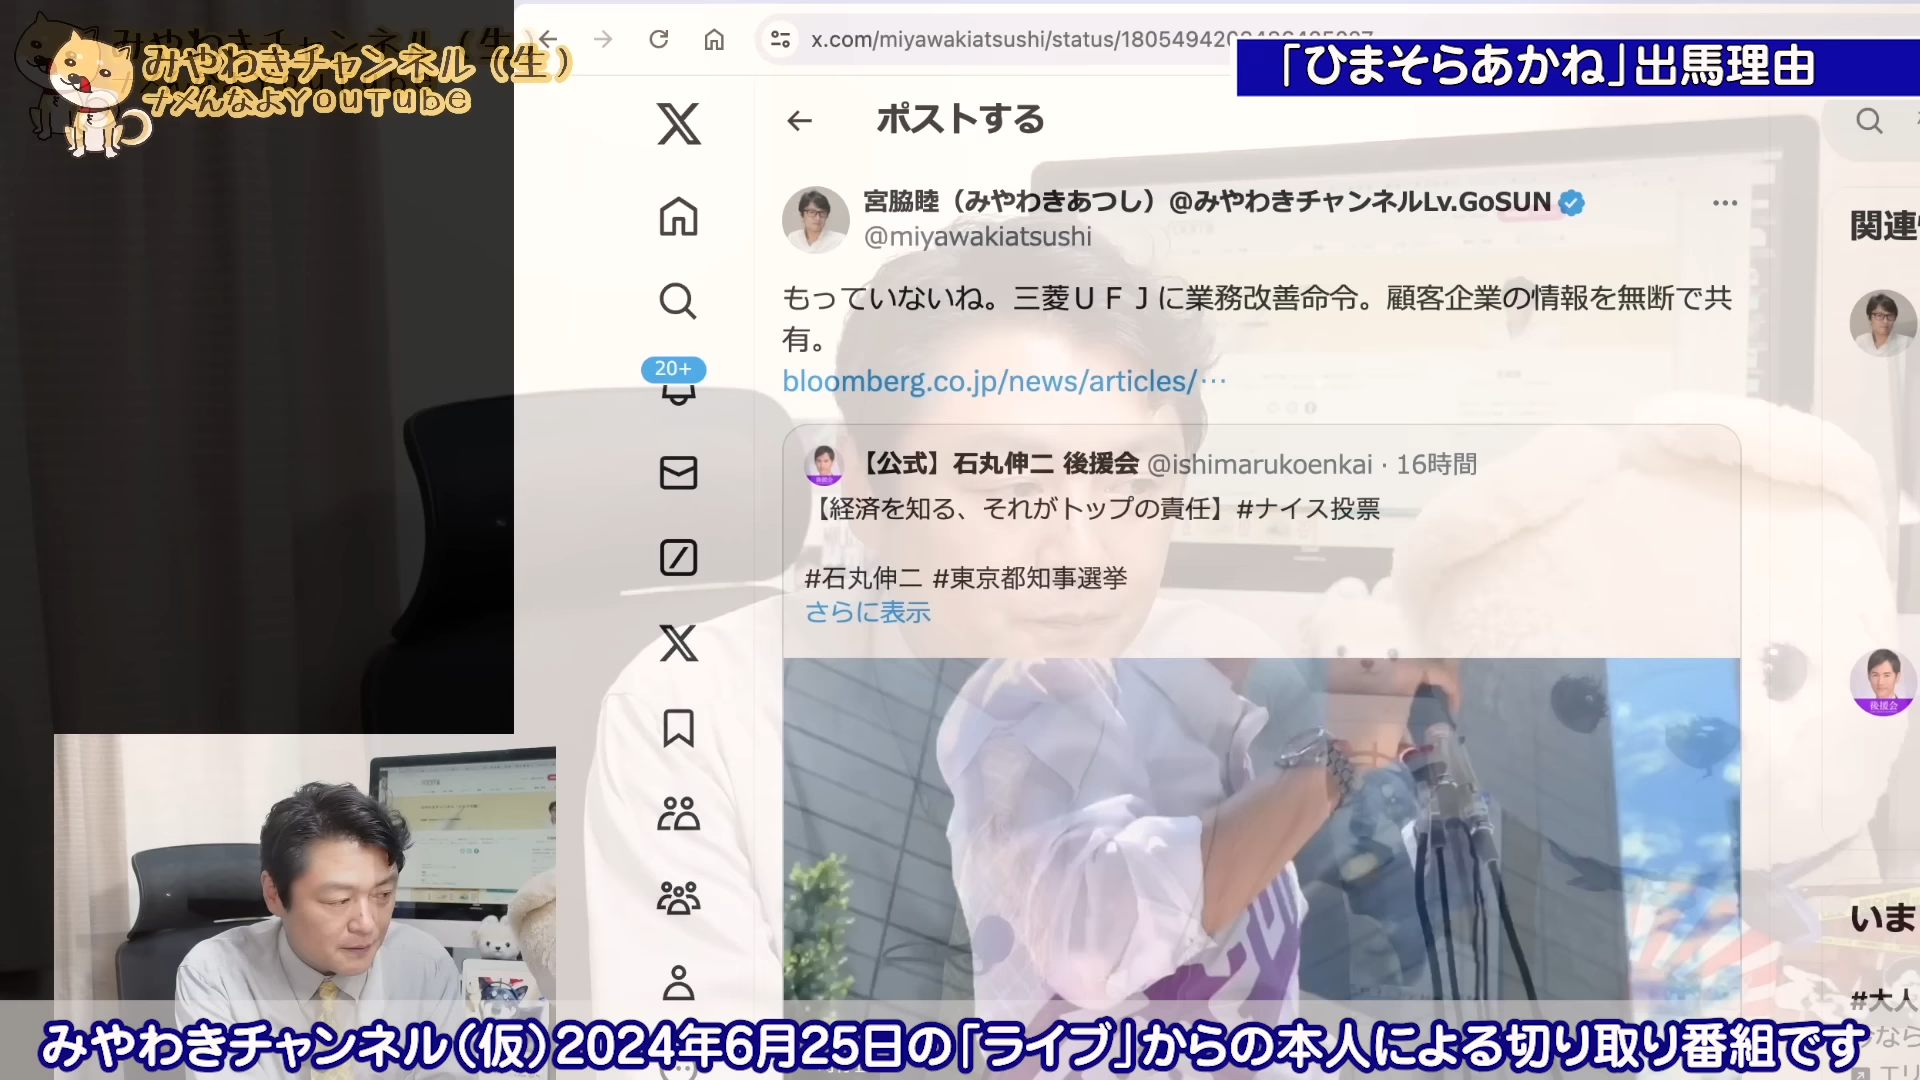 みやわきチャンネル（生）
ナメんなよYouTube
x.com/miyawakiatsushi/status/
「ひまそらあかね」出馬理由
ポストする
宮脇睦（みやわきあつし）@みやわきチャンネルLv.GoSUN
@miyawakiatsushi
関連
もっていないね。三菱ＵＦＪに業務改善命令。顧客企業の情報を無断で共
有。
bloomberg.co.jp/news/articles/…
20+
【公式】石丸伸二 後援会 @ishimarukoenkai · 16時間
【経済を知る、それがトップの責任】#ナイス投票
#石丸伸二 #東京都知事選挙
さらに表示
後援会
いま
#大人
みやわきチャンネル（仮）2024年6月25日の「ライブ」からの本人による切り取り番組です